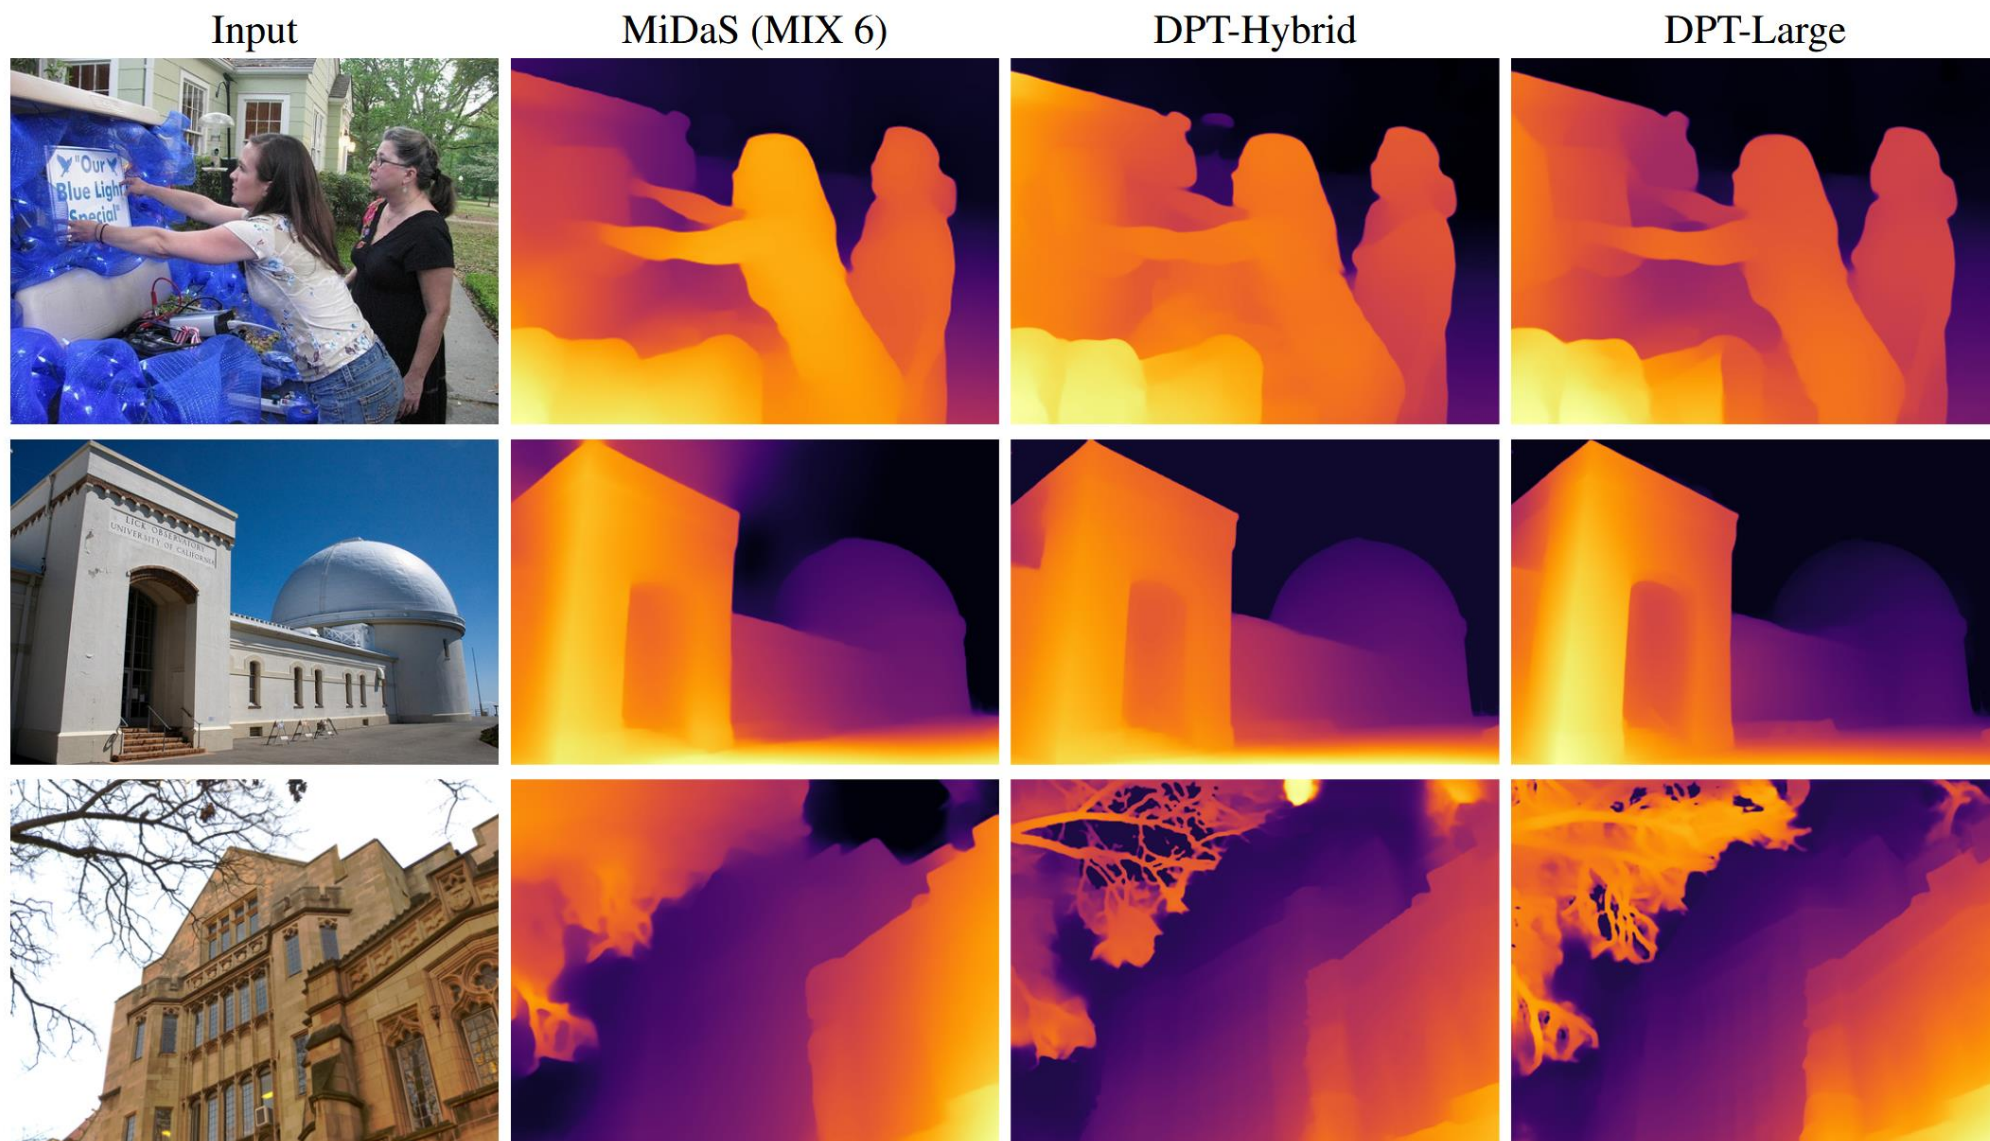 Input
MiDaS (MIX 6)
DPT-Hybrid
DPT-Large
"Our
Blue Light
Special"
LICK OBSERVATORY
UNIVERSITY OF CALIFORNIA